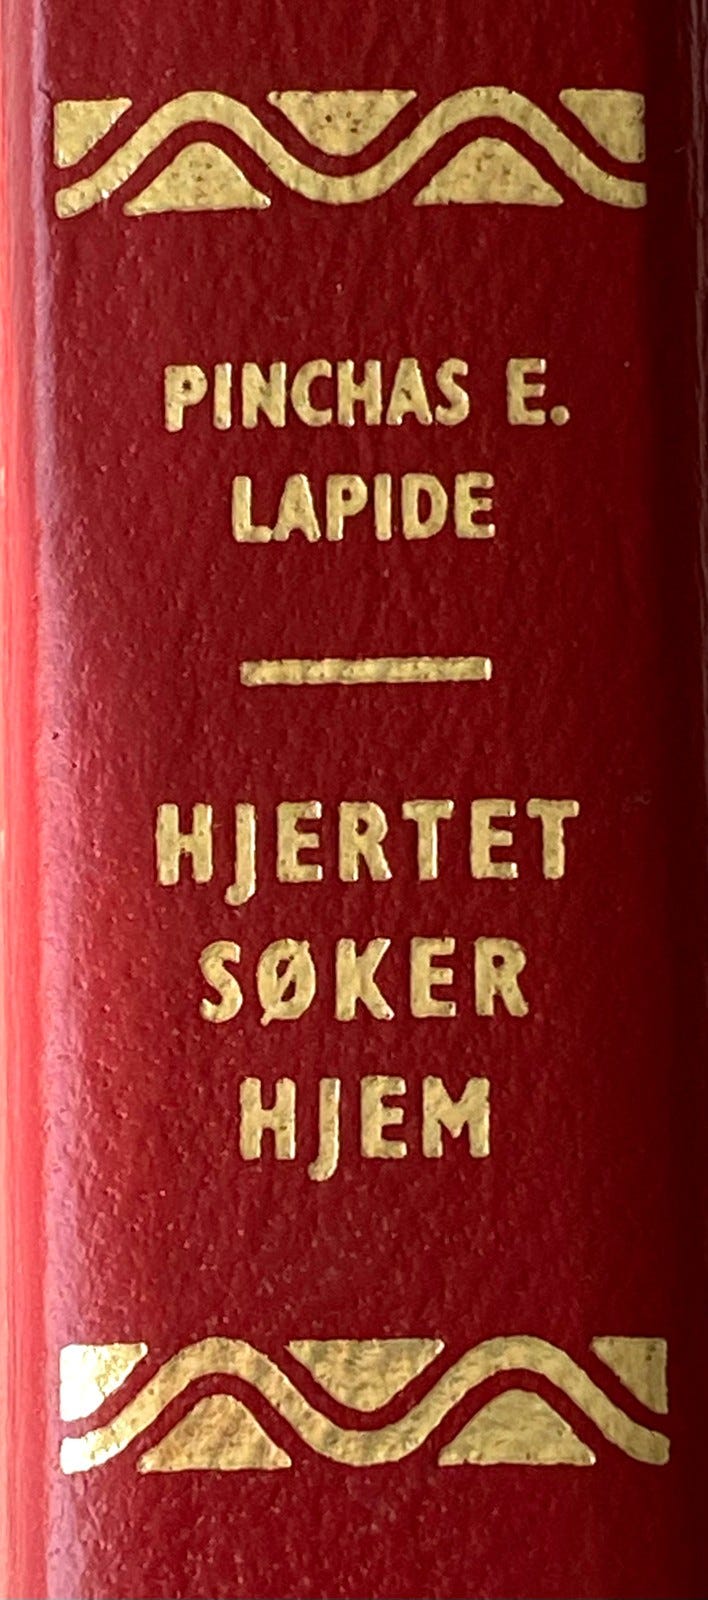 PINCHAS E.
LAPIDE
HJERTET
SØKER
HJEM